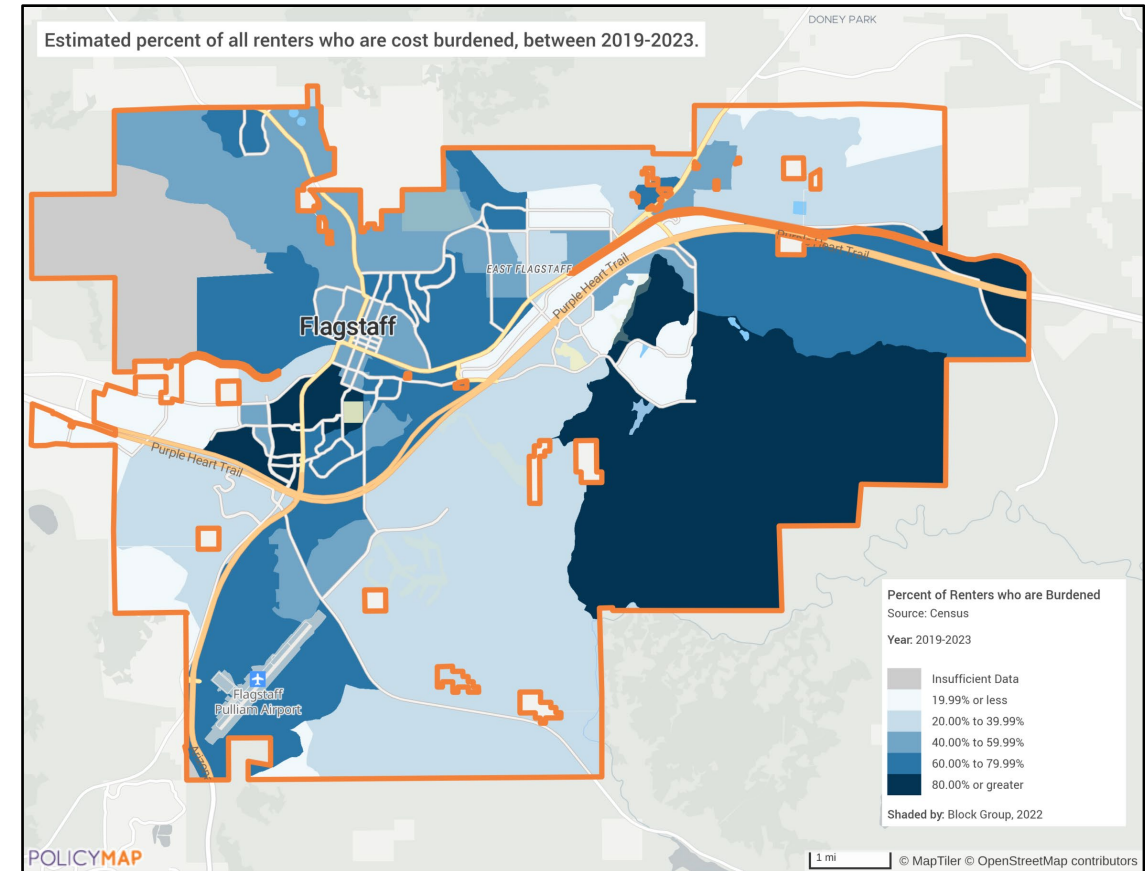 DONEY PARK
Estimated percent of all renters who are cost burdened, between 2019-2023.
Purple Heart Trail
EAST FLAGSTAFF
Purple Heart Trail
Flagstaff
Purple Heart Trail
Flagstaff
Pulliam Airport
Percent of Renters who are Burdened
Source: Census
Year: 2019-2023
Insufficient Data
19.99% or less
20.00% to 39.99%
40.00% to 59.99%
60.00% to 79.99%
80.00% or greater
Shaded by: Block Group, 2022
POLICYMAP
1 mi
© MapTiler © OpenStreetMap contributors